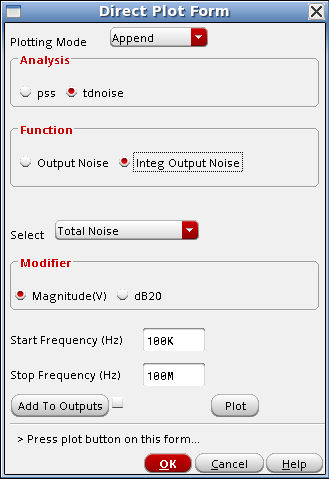 Direct Plot Form
Plotting Mode Append
Analysis
pss tdnoise
Function
Output Noise Integ Output Noise
Select Total Noise
Modifier
Magnitude(V) dB20
Start Frequency (Hz) 100K
Stop Frequency (Hz) 100M
Add To Outputs Plot
> Press plot button on this form...
OK Cancel Help